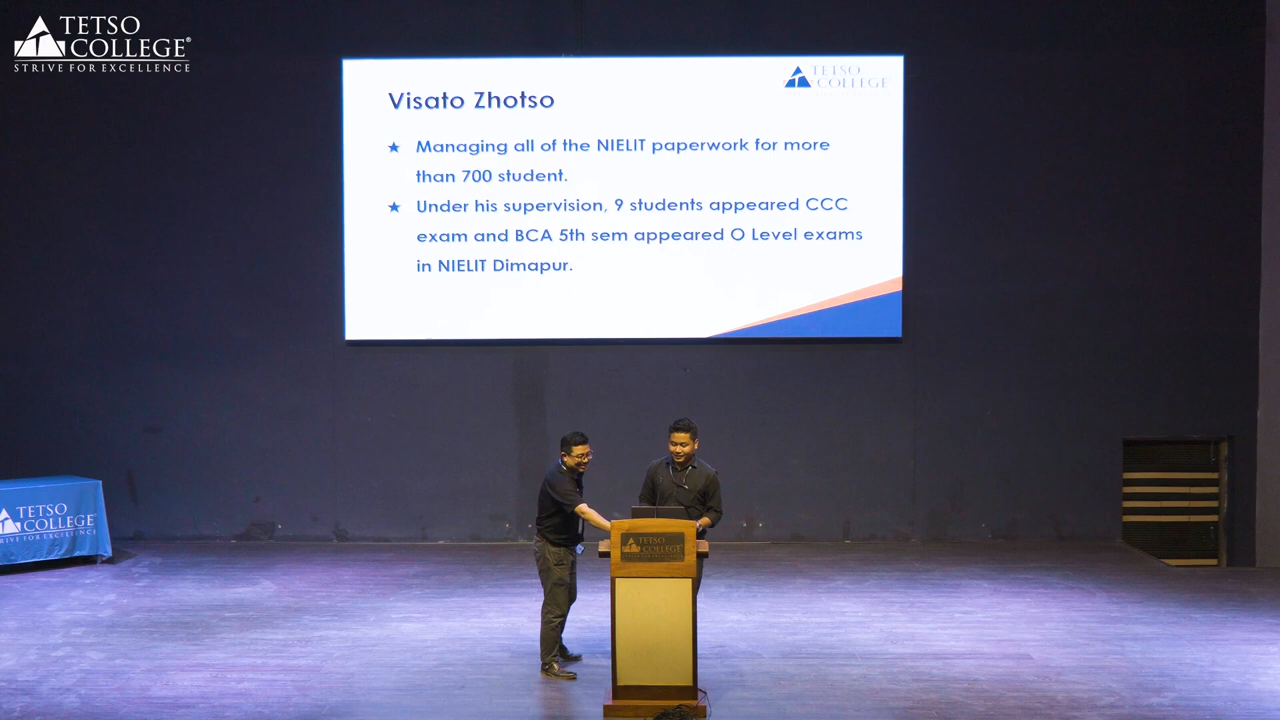 TETSO
COLLEGE®
STRIVE FOR EXCELLENCE
TETSO
COLLEGE
Visato Zhotso
★ Managing all of the NIELIT paperwork for more
than 700 student.
★ Under his supervision, 9 students appeared CCC
exam and BCA 5th sem appeared O Level exams
in NIELIT Dimapur.
TETSO
COLLEGE
STRIVE FOR EXCELLENCE
TETSO
COLLEGE